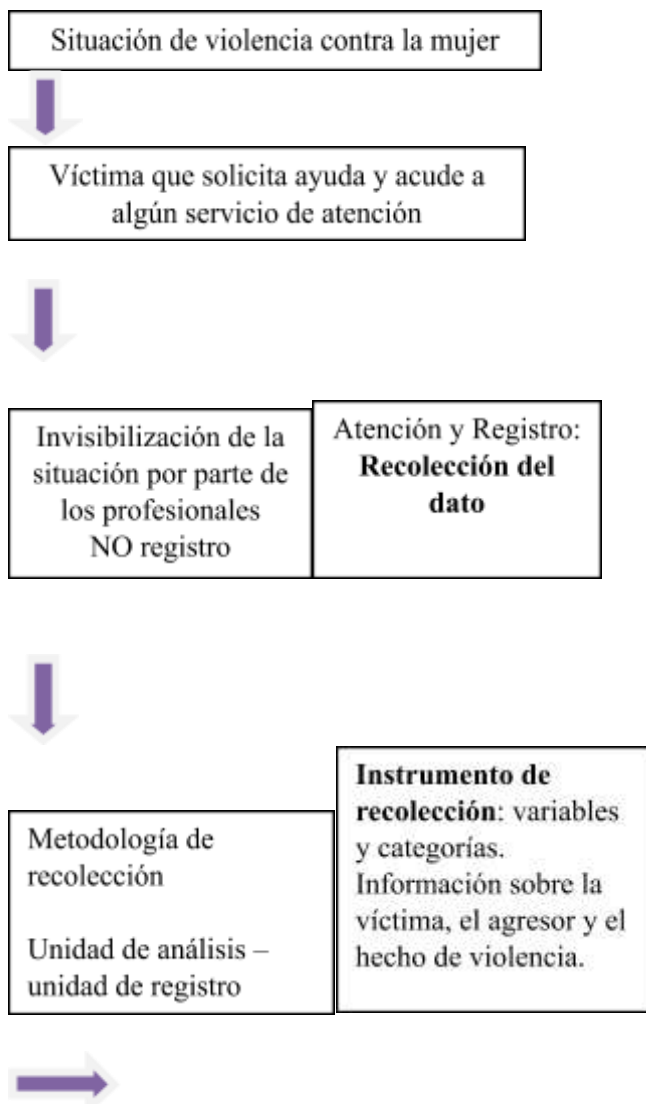 Situación de violencia contra la mujer
Víctima que solicita ayuda y acude a
algún servicio de atención
Invisibilización de la
situación por parte de
los profesionales
NO registro
Atención y Registro:
Recolección del
dato
Metodología de
recolección
Unidad de análisis –
unidad de registro
Instrumento de
recolección: variables
y categorías.
Información sobre la
víctima, el agresor y el
hecho de violencia.